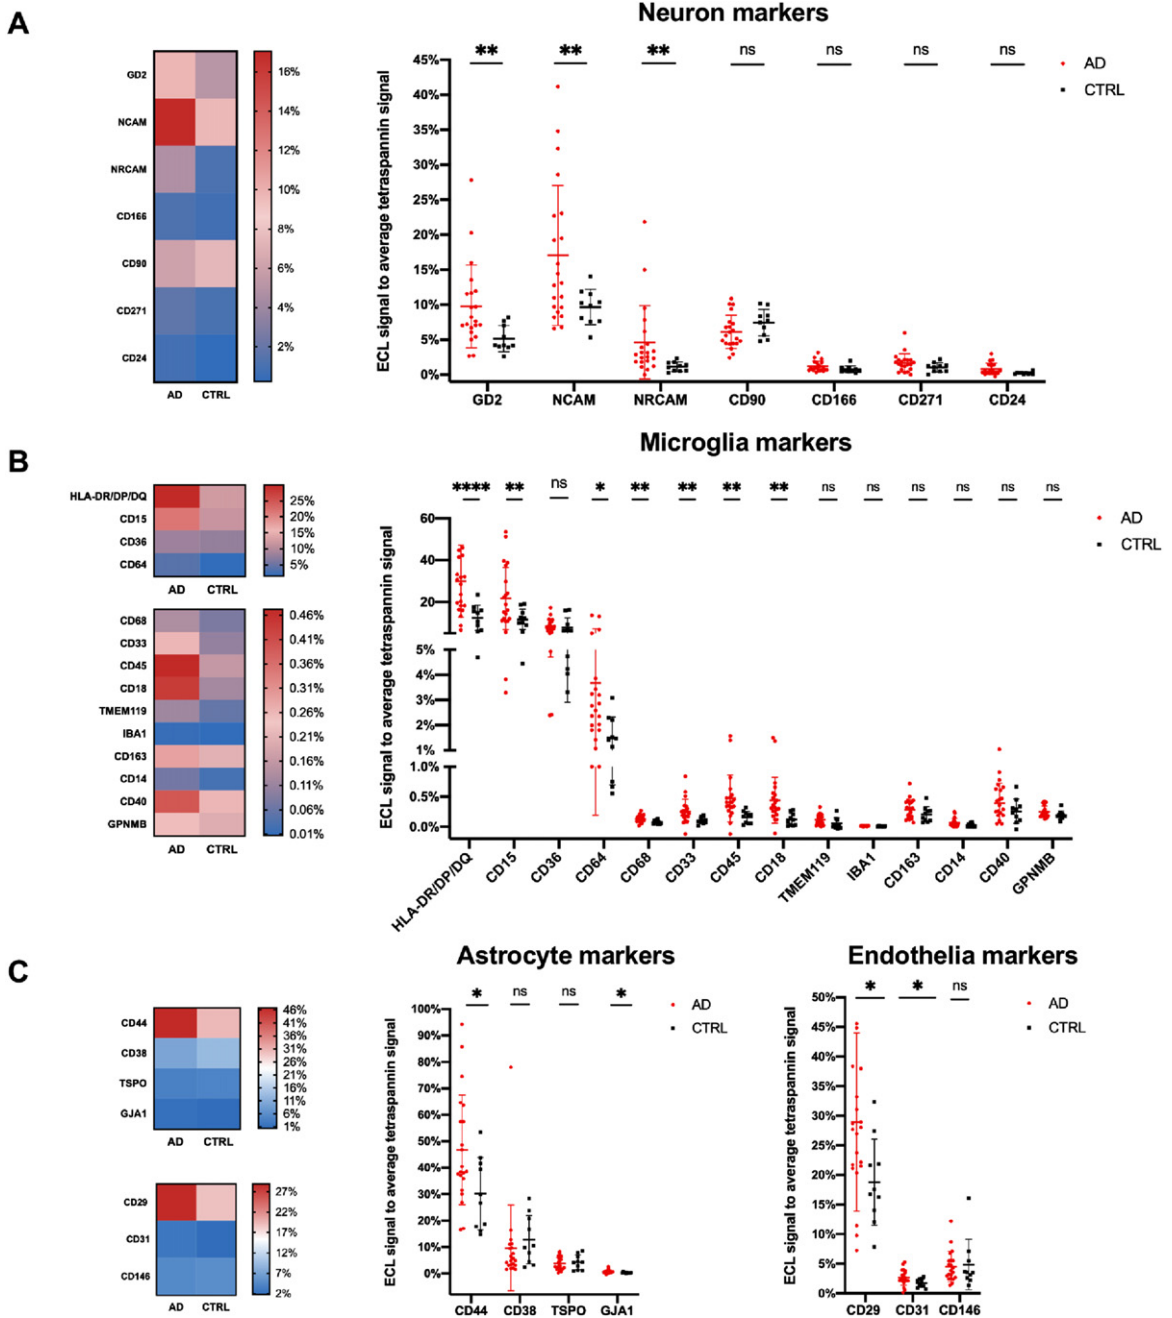 A
Neuron markers
GD2
NCAM
NRCAM
CD166
CD90
CD271
CD24
AD CTRL
16%
14%
12%
10%
8%
6%
4%
2%
ECL signal to average tetraspannin signal
45%
40%
35%
30%
25%
20%
15%
10%
5%
0%
** ** ** ns ns ns ns
AD
CTRL
GD2 NCAM NRCAM CD90 CD166 CD271 CD24
B
Microglia markers
HLA-DR/DP/DQ
CD15
CD36
CD64
AD CTRL
25%
20%
15%
10%
5%
CD68
CD33
CD45
CD18
TMEM119
IBA1
CD163
CD14
CD40
GPNMB
AD CTRL
0.46%
0.41%
0.36%
0.31%
0.26%
0.21%
0.16%
0.11%
0.06%
0.01%
ECL signal to average tetraspannin signal
60
40
20
5%
4%
3%
2%
1%
1.0%
0.5%
0.0%
**** ** ns * ** ** ** ** ns ns ns ns ns ns
AD
CTRL
HLA-DR/DP/DQ CD15 CD36 CD64 CD68 CD33 CD45 CD18 TMEM119 IBA1 CD163 CD14 CD40 GPNMB
C
Astrocyte markers
CD44
CD38
TSPO
GJA1
AD CTRL
46%
41%
36%
31%
26%
21%
16%
11%
6%
1%
CD29
CD31
CD146
AD CTRL
27%
22%
17%
12%
7%
2%
ECL signal to average tetraspannin signal
100%
90%
80%
70%
60%
50%
40%
30%
20%
10%
0%
* ns ns *
AD
CTRL
CD44 CD38 TSPO GJA1
Endothelia markers
ECL signal to average tetraspannin signal
50%
45%
40%
35%
30%
25%
20%
15%
10%
5%
0%
* * ns
AD
CTRL
CD29 CD31 CD146